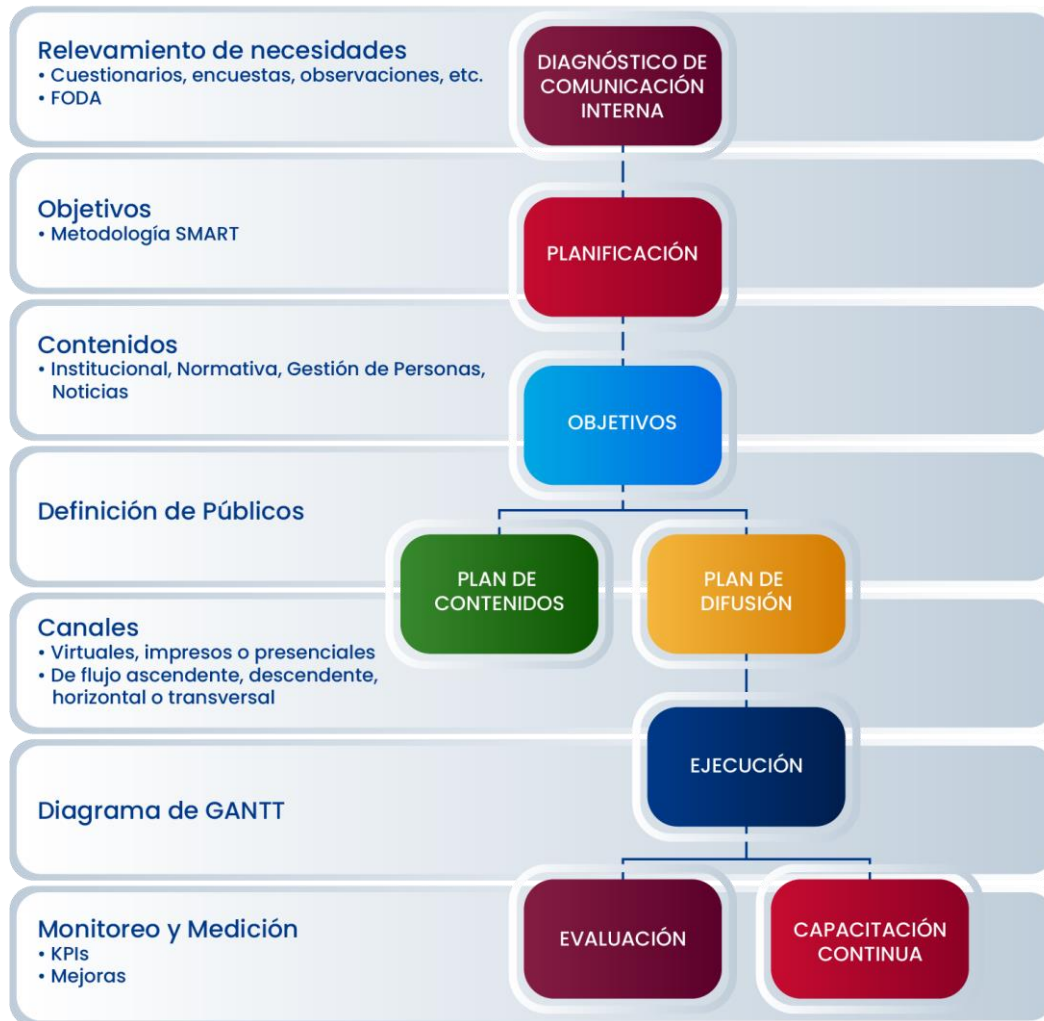 Relevamiento de necesidades
• Cuestionarios, encuestas, observaciones, etc.
• FODA
DIAGNÓSTICO DE
COMUNICACIÓN
INTERNA
Objetivos
• Metodología SMART
PLANIFICACIÓN
Contenidos
• Institucional, Normativa, Gestión de Personas,
Noticias
OBJETIVOS
Definición de Públicos
PLAN DE
CONTENIDOS
PLAN DE
DIFUSIÓN
Canales
• Virtuales, impresos o presenciales
• De flujo ascendente, descendente,
horizontal o transversal
EJECUCIÓN
Diagrama de GANTT
Monitoreo y Medición
• KPIs
• Mejoras
EVALUACIÓN
CAPACITACIÓN
CONTINUA